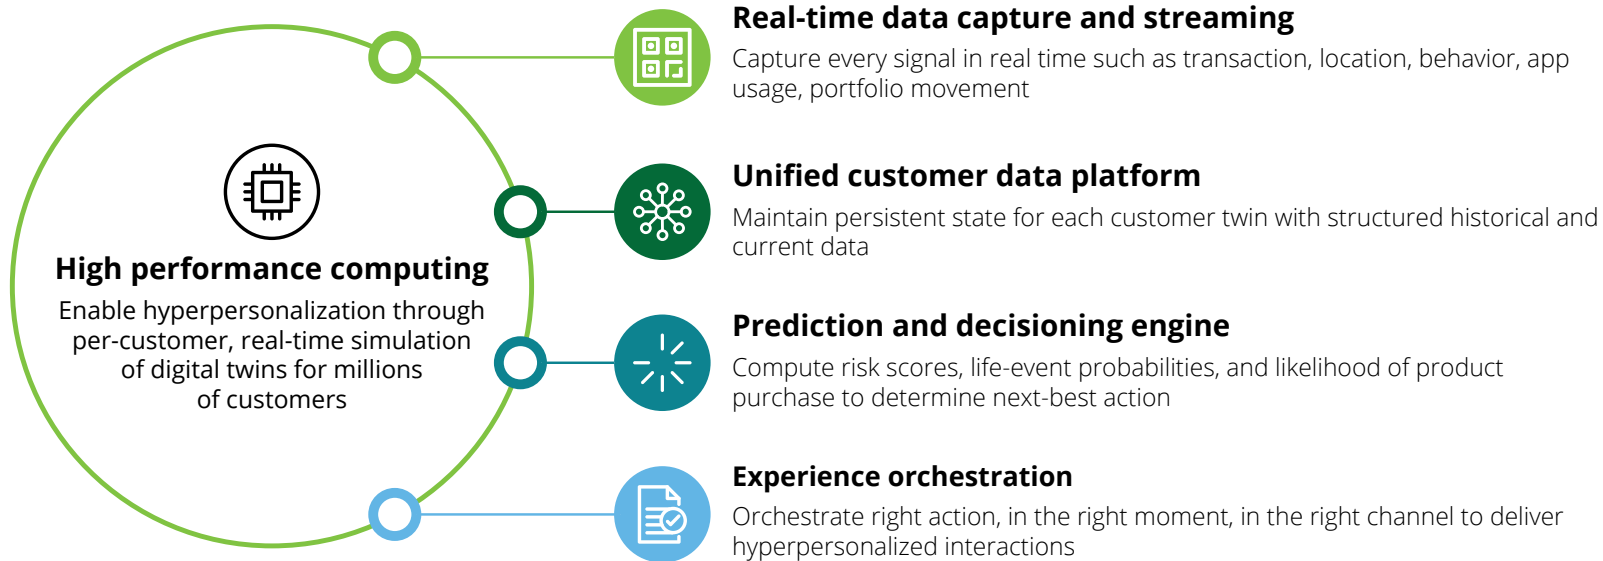 High performance computing
Enable hyperpersonalization through
per-customer, real-time simulation
of digital twins for millions
of customers
Real-time data capture and streaming
Capture every signal in real time such as transaction, location, behavior, app
usage, portfolio movement
Unified customer data platform
Maintain persistent state for each customer twin with structured historical and
current data
Prediction and decisioning engine
Compute risk scores, life-event probabilities, and likelihood of product
purchase to determine next-best action
Experience orchestration
Orchestrate right action, in the right moment, in the right channel to deliver
hyperpersonalized interactions